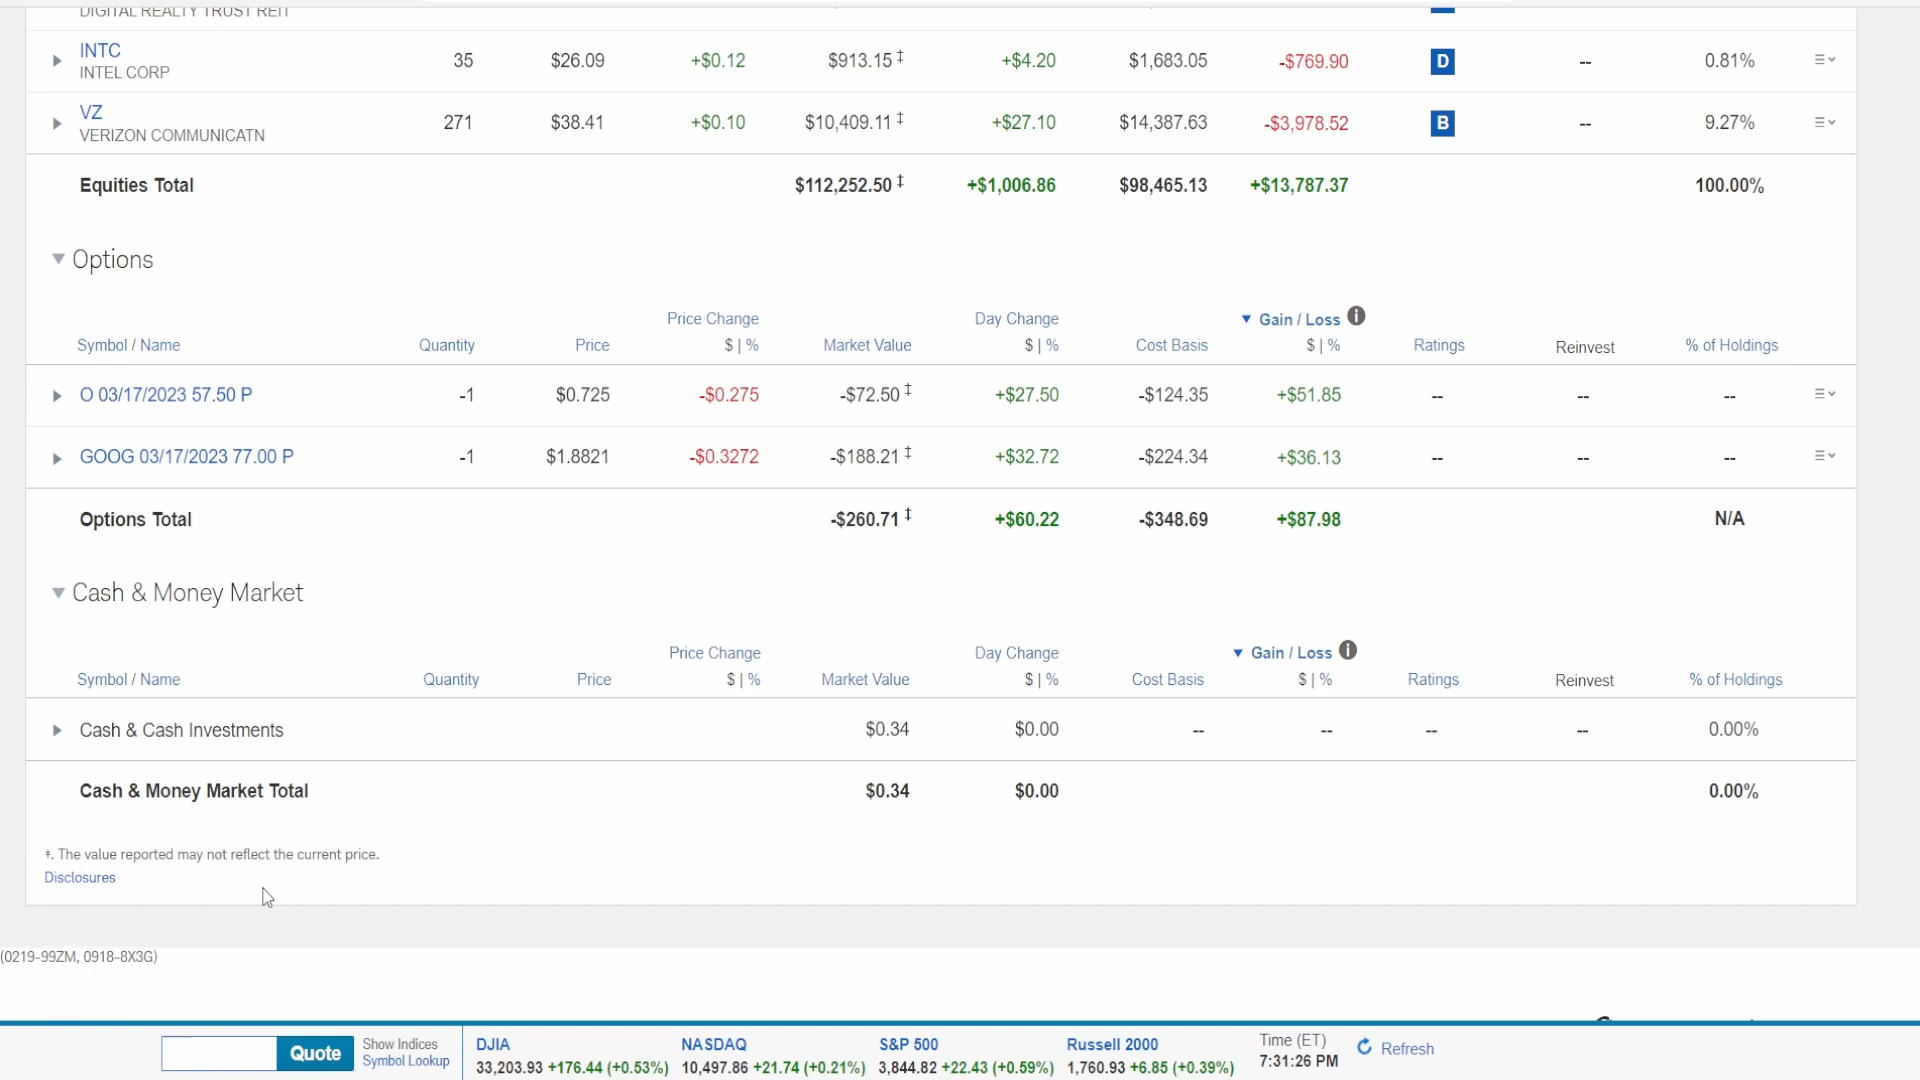 DIGITAL REALTY TRUST REIT
INTC 35 $26.09 +$0.12 $913.15 ‡ +$4.20 $1,683.05 -$769.90 D -- 0.81%
INTEL CORP
VZ 271 $38.41 +$0.10 $10,409.11 ‡ +$27.10 $14,387.63 -$3,978.52 B -- 9.27%
VERIZON COMMUNICATN
Equities Total $112,252.50 ‡ +$1,006.86 $98,465.13 +$13,787.37 100.00%
Options
Price Change Day Change Gain / Loss i
Symbol / Name Quantity Price $ | % Market Value $ | % Cost Basis $ | % Ratings Reinvest % of Holdings
O 03/17/2023 57.50 P -1 $0.725 -$0.275 -$72.50 ‡ +$27.50 -$124.35 +$51.85 -- -- --
GOOG 03/17/2023 77.00 P -1 $1.8821 -$0.3272 -$188.21 ‡ +$32.72 -$224.34 +$36.13 -- -- --
Options Total -$260.71 ‡ +$60.22 -$348.69 +$87.98 N/A
Cash & Money Market
Price Change Day Change Gain / Loss i
Symbol / Name Quantity Price $ | % Market Value $ | % Cost Basis $ | % Ratings Reinvest % of Holdings
Cash & Cash Investments $0.34 $0.00 -- -- -- -- 0.00%
Cash & Money Market Total $0.34 $0.00 0.00%
‡. The value reported may not reflect the current price.
Disclosures
(0219-99ZM, 0918-8X3G)
Quote
Show Indices
Symbol Lookup
DJIA
33,203.93 +176.44 (+0.53%)
NASDAQ
10,497.86 +21.74 (+0.21%)
S&P 500
3,844.82 +22.43 (+0.59%)
Russell 2000
1,760.93 +6.85 (+0.39%)
Time (ET)
7:31:26 PM
Refresh